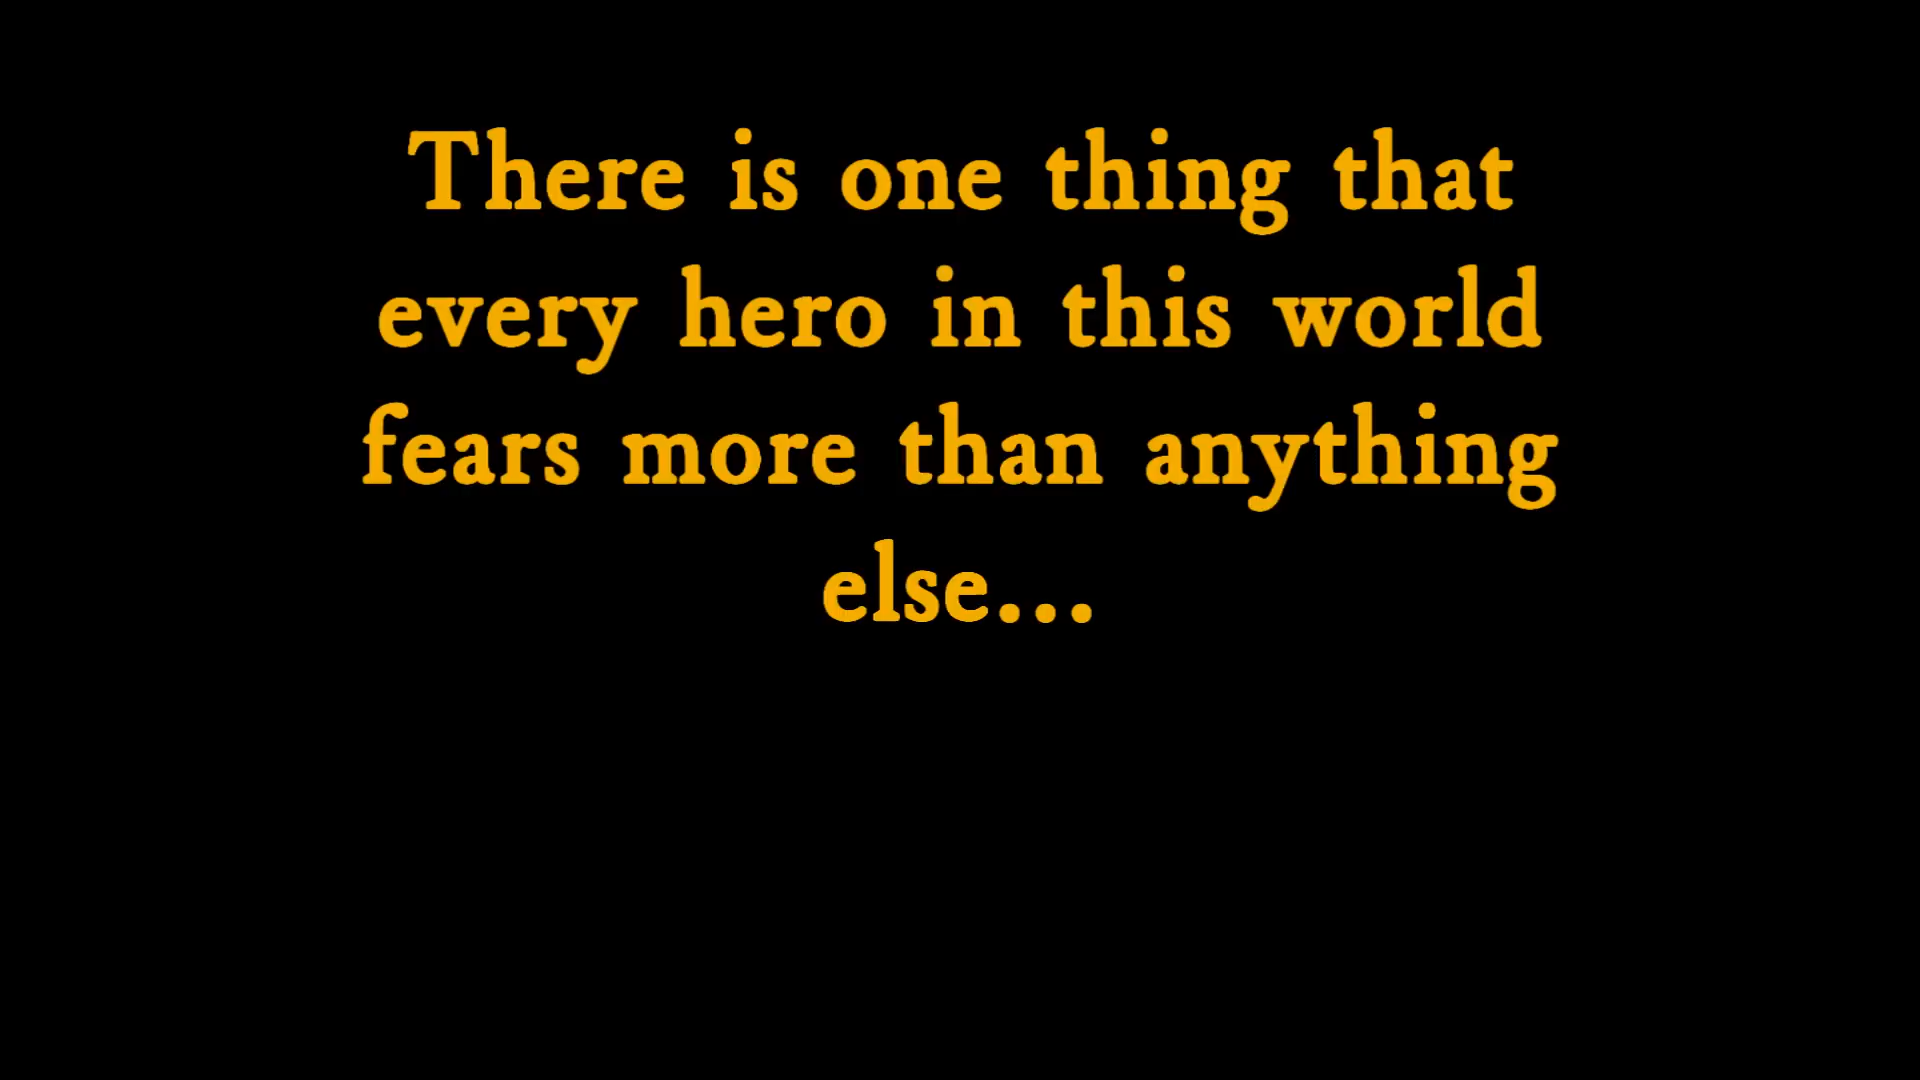 There is one thing that
every hero in this world
fears more than anything
else...